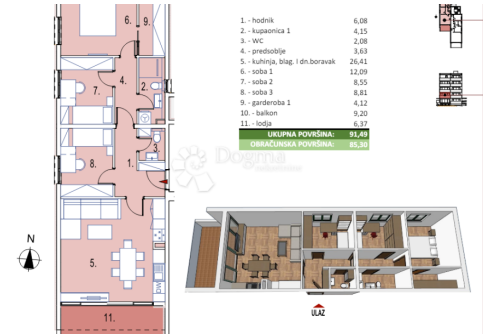 1. - hodnik 6,08
2. - kupaonica 1 4,15
3. - WC 2,08
4. - predsoblje 3,63
5. - kuhinja, blag. I dn.boravak 26,41
6. - soba 1 12,09
7. - soba 2 8,55
8. - soba 3 8,81
9. - garderoba 1 4,12
10. - balkon 9,20
11. - lodja 6,37
UKUPNA POVRŠINA: 91,49
OBRAČUNSKA POVRŠINA: 85,30
6. 9.
4.
7. 2.
3.
8. 1.
5.
DW
11.
N
Dogma
ULAZ